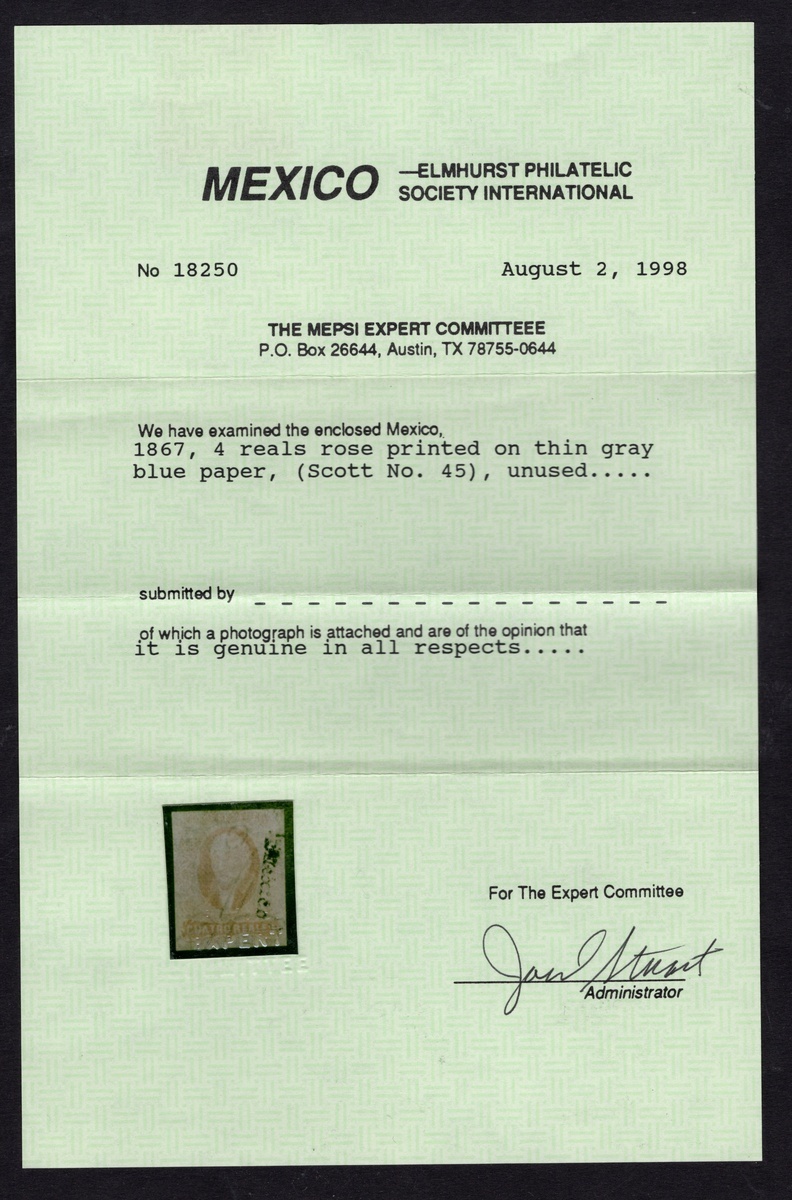 MEXICO —ELMHURST PHILATELIC
SOCIETY INTERNATIONAL
No 18250 August 2, 1998
THE MEPSI EXPERT COMMITTEEE
P.O. Box 26644, Austin, TX 78755-0644
We have examined the enclosed Mexico,
1867, 4 reals rose printed on thin gray
blue paper, (Scott No. 45), unused.....
submitted by _ _ _ _ _ _ _ _ _ _ _ _ _ _ _ _
of which a photograph is attached and are of the opinion that
it is genuine in all respects.....
Mexico
For The Expert Committee
Administrator